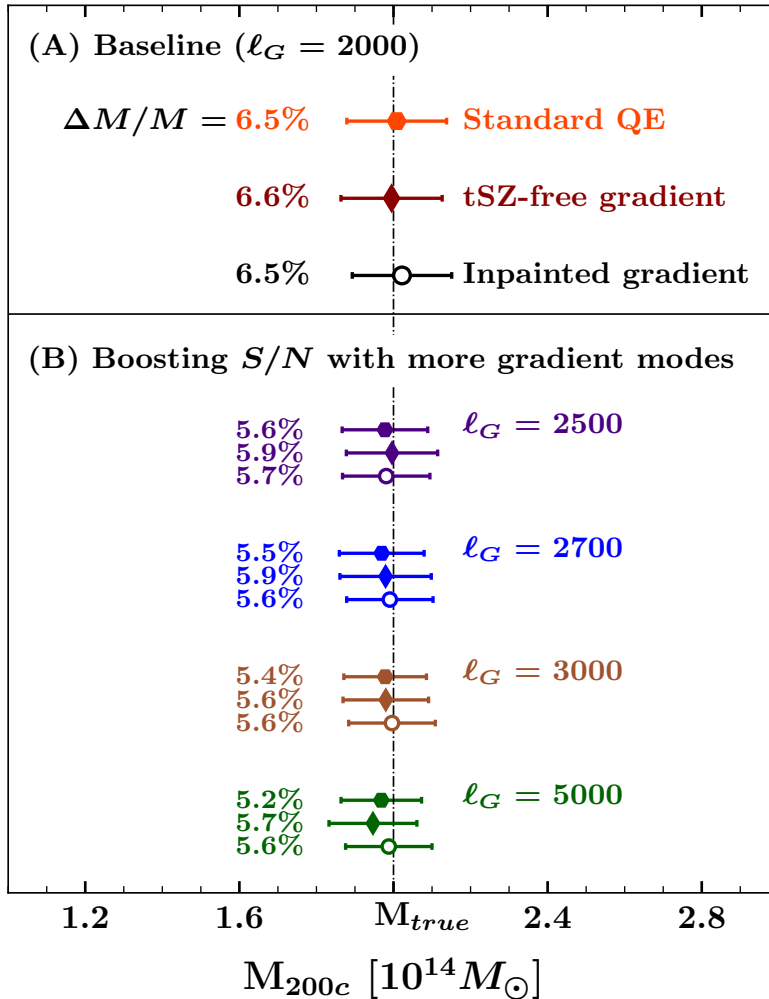 (A) Baseline (ℓ_G = 2000)
ΔM/M = 6.5% Standard QE
6.6% tSZ-free gradient
6.5% Inpainted gradient
(B) Boosting S/N with more gradient modes
5.6% ℓ_G = 2500
5.9%
5.7%
5.5% ℓ_G = 2700
5.9%
5.6%
5.4% ℓ_G = 3000
5.6%
5.6%
5.2% ℓ_G = 5000
5.7%
5.6%
1.2 1.6 M_true 2.4 2.8
M_200c [10^14 M_⊙]